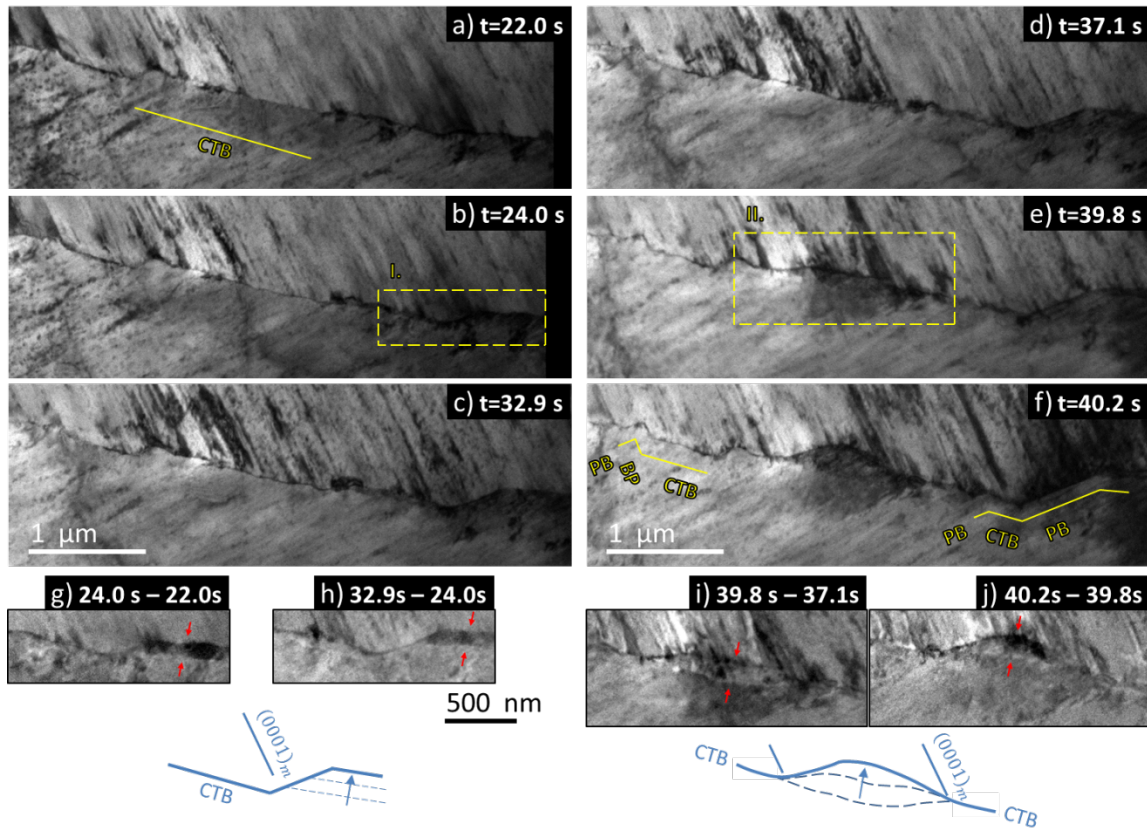 a) t=22.0 s
CTB
d) t=37.1 s
b) t=24.0 s
I.
e) t=39.8 s
II.
c) t=32.9 s
1 μm
f) t=40.2 s
PB
BP
CTB
PB
CTB
PB
1 μm
g) 24.0 s – 22.0s
h) 32.9s – 24.0s
500 nm
i) 39.8 s – 37.1s
j) 40.2s – 39.8s
(0001)m
CTB
CTB
(0001)m
CTB